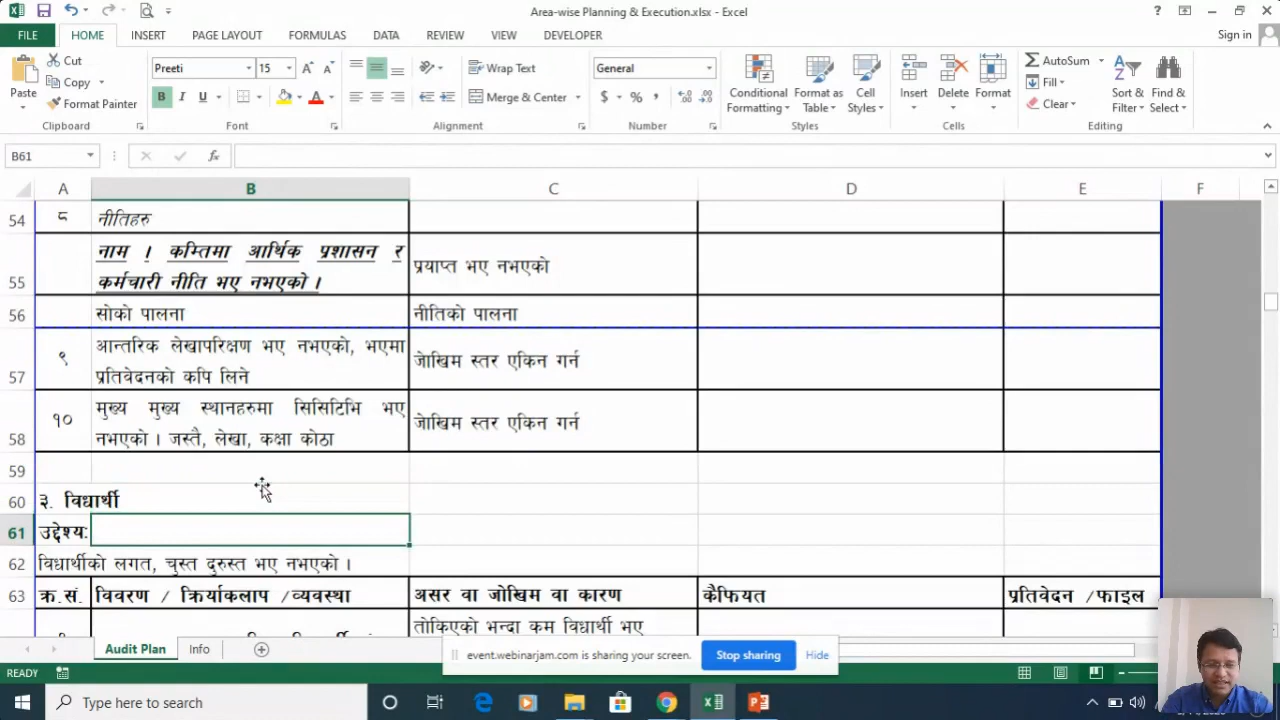 Area-wise Planning & Execution.xlsx - Excel
FILE HOME INSERT PAGE LAYOUT FORMULAS DATA REVIEW VIEW DEVELOPER Sign in
Paste Cut Copy Format Painter
Preeti 15 B I U
Wrap Text Merge & Center
General $ % ,
Conditional Formatting Format as Table Cell Styles
Insert Delete Format
AutoSum Fill Clear Sort & Filter Find & Select
Clipboard Font Alignment Number Styles Cells Editing
B61 fx
A B C D E F
54 ८ नीतिहरु
नाम । कम्तिमा आर्थिक प्रशासन र
55 कर्मचारी नीति भए नभएको । प्रयाप्त भए नभएको
56 सोको पालना नीतिको पालना
आन्तरिक लेखापरिक्षण भए नभएको, भएमा
57 ९ प्रतिवेदनको कपि लिने जोखिम स्तर एकिन गर्न
मुख्य मुख्य स्थानहरुमा सिसिटिभि भए
58 १० नभएको । जस्तै, लेखा, कक्षा कोठा जोखिम स्तर एकिन गर्न
59
60 ३. विद्यार्थी
61 उद्देश्यः
62 विधार्थीको लगत, चुस्त दुरुस्त भए नभएको ।
63 क्र.सं. विवरण / क्रियाकलाप /व्यवस्था असर वा जोखिम वा कारण कैफियत प्रतिवेदन /फाइल
तोकिएको भन्दा कम विद्यार्थी भए
Audit Plan Info
event.webinarjam.com is sharing your screen. Stop sharing Hide
READY
Type here to search